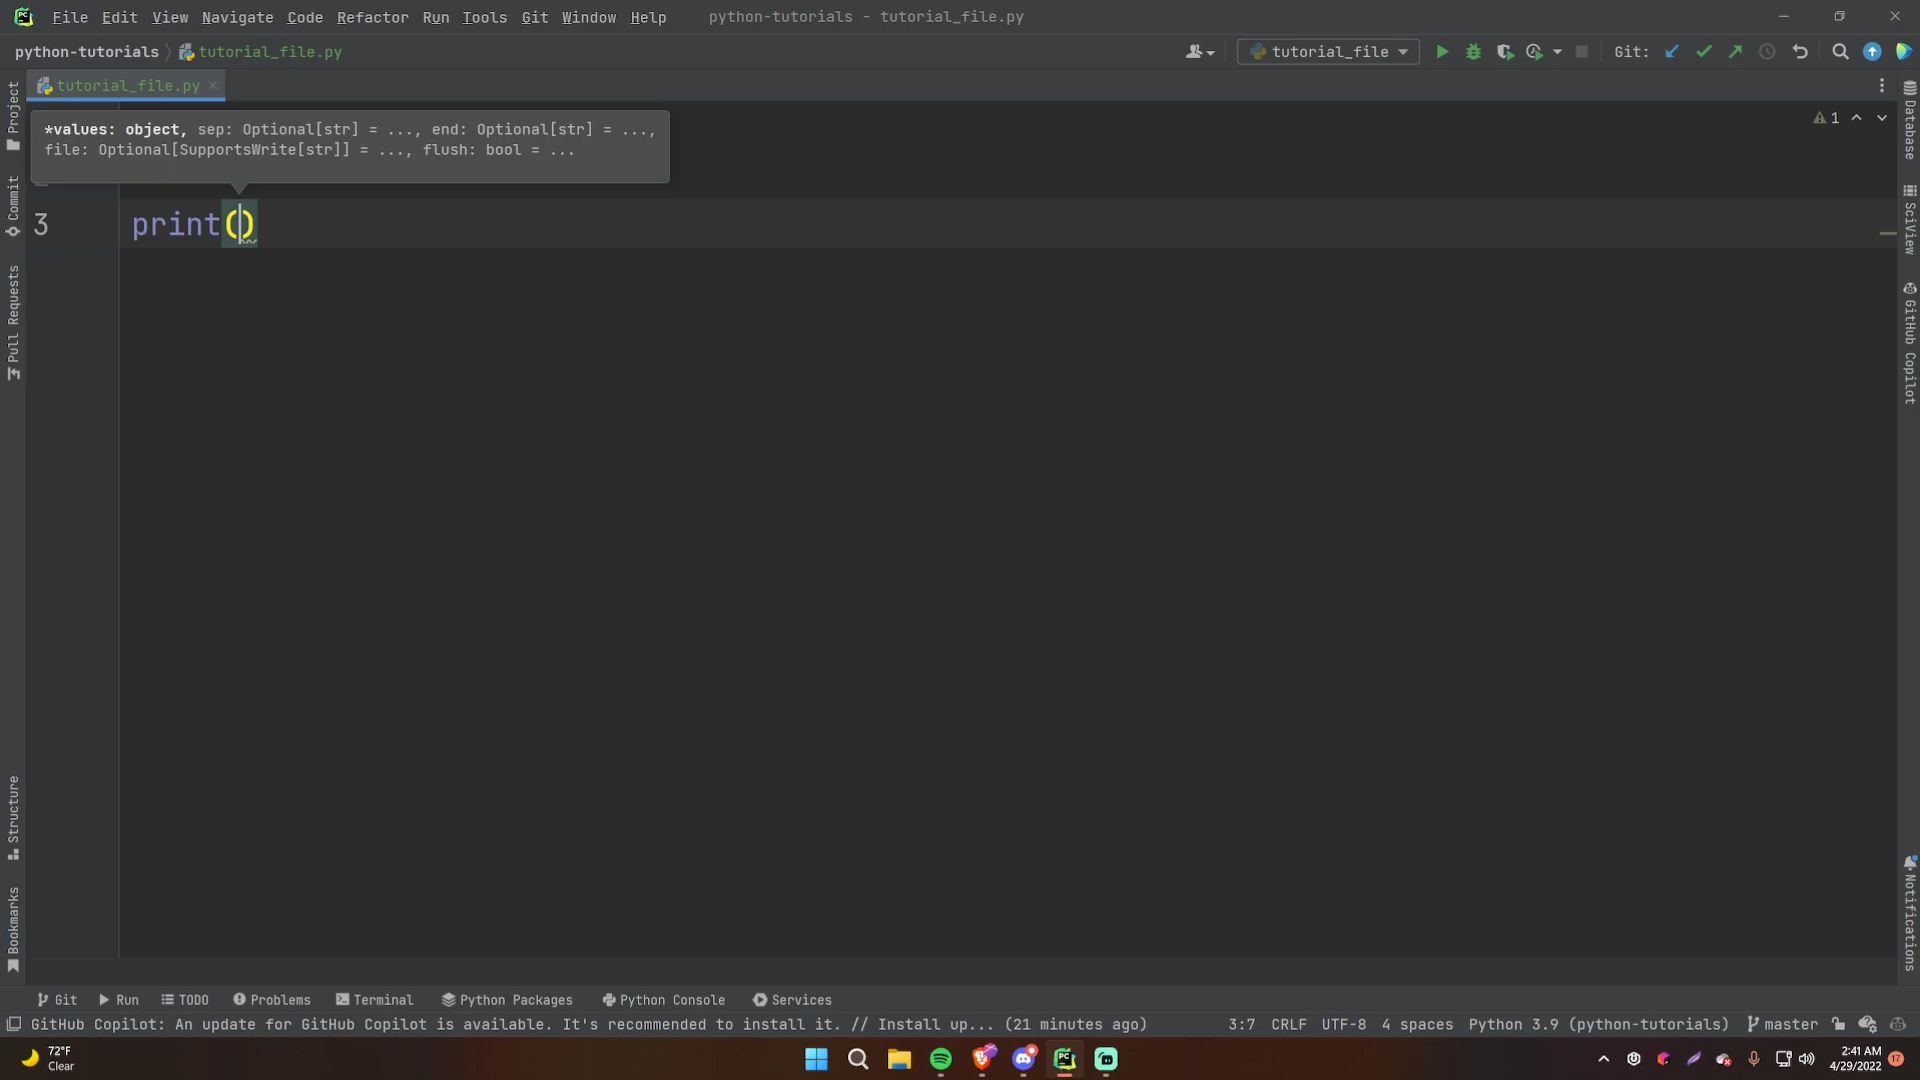 PC File Edit View Navigate Code Refactor Run Tools Git Window Help python-tutorials - tutorial_file.py
python-tutorials tutorial_file.py tutorial_file Git:
tutorial_file.py
*values: object, sep: Optional[str] = ..., end: Optional[str] = ...,
file: Optional[SupportsWrite[str]] = ..., flush: bool = ...
1
3 print()
Project
Commit
Pull Requests
Structure
Bookmarks
Database
SciView
GitHub Copilot
Notifications
Git Run TODO Problems Terminal Python Packages Python Console Services
GitHub Copilot: An update for GitHub Copilot is available. It's recommended to install it. // Install up... (21 minutes ago) 3:7 CRLF UTF-8 4 spaces Python 3.9 (python-tutorials) master
72°F
Clear
PC
2:41 AM
4/29/2022
17